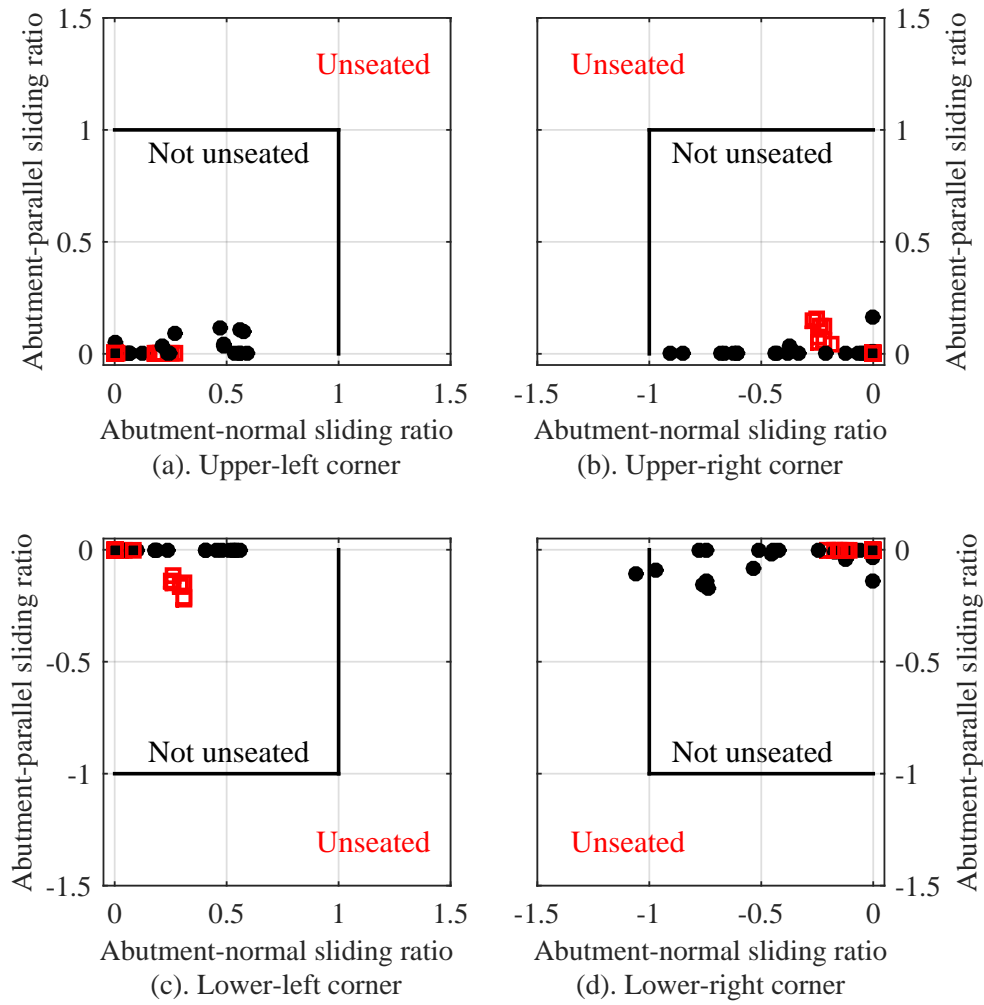 1.5
Unseated
1
Not unseated
0.5
0
0
0.5
1
1.5
Abutment-parallel sliding ratio
Abutment-normal sliding ratio
(a). Upper-left corner
1.5
Unseated
1
Not unseated
0.5
0
-1.5
-1
-0.5
0
Abutment-parallel sliding ratio
Abutment-normal sliding ratio
(b). Upper-right corner
0
-0.5
Not unseated
-1
Unseated
-1.5
0
0.5
1
1.5
Abutment-parallel sliding ratio
Abutment-normal sliding ratio
(c). Lower-left corner
0
-0.5
Not unseated
-1
Unseated
-1.5
-1.5
-1
-0.5
0
Abutment-parallel sliding ratio
Abutment-normal sliding ratio
(d). Lower-right corner